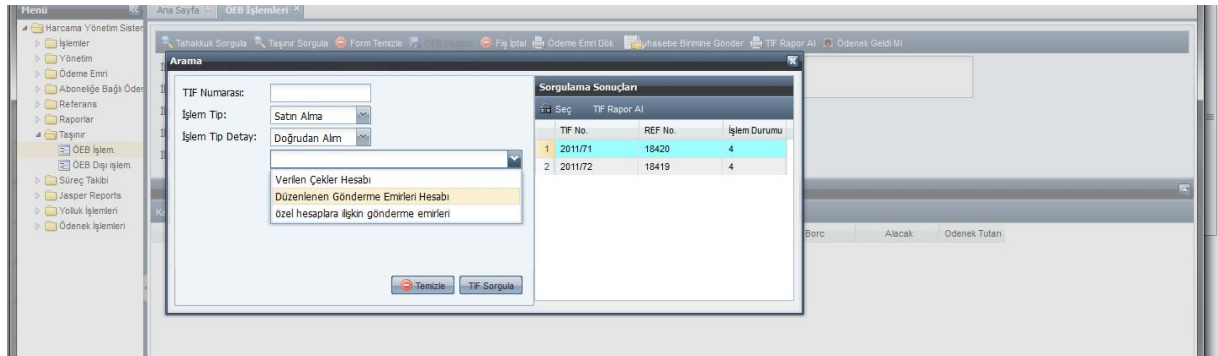 Menü
Ana Sayfa
ÖEB İşlemleri
Harcama Yönetim Sister
İşlemler
Yönetim
Ödeme Emri
Aboneliğe Bağlı Öder
Referans
Raporlar
Taşınır
ÖEB İşlem.
ÖEB Dışı işlem.
Süreç Takibi
Jasper Reports
Yolluk İşlemleri
Ödenek İşlemleri
Tahakkuk Sorgula Taşınır Sorgula Form Temizle ÖEB Oluştur Fiş İptal Ödeme Emri Dök Muhasebe Birimine Gönder TIF Rapor Al Ödenek Geldi Mi
Arama
TIF Numarası:
İşlem Tip: Satın Alma
İşlem Tip Detay: Doğrudan Alım
Verilen Çekler Hesabı
Düzenlenen Gönderme Emirleri Hesabı
özel hesaplara ilişkin gönderme emirleri
Temizle TIF Sorgula
Sorgulama Sonuçları
Seç TIF Rapor Al
TIF No. REF No. İşlem Durumu
1 2011/71 18420 4
2 2011/72 18419 4
Borc Alacak Odenek Tutarı